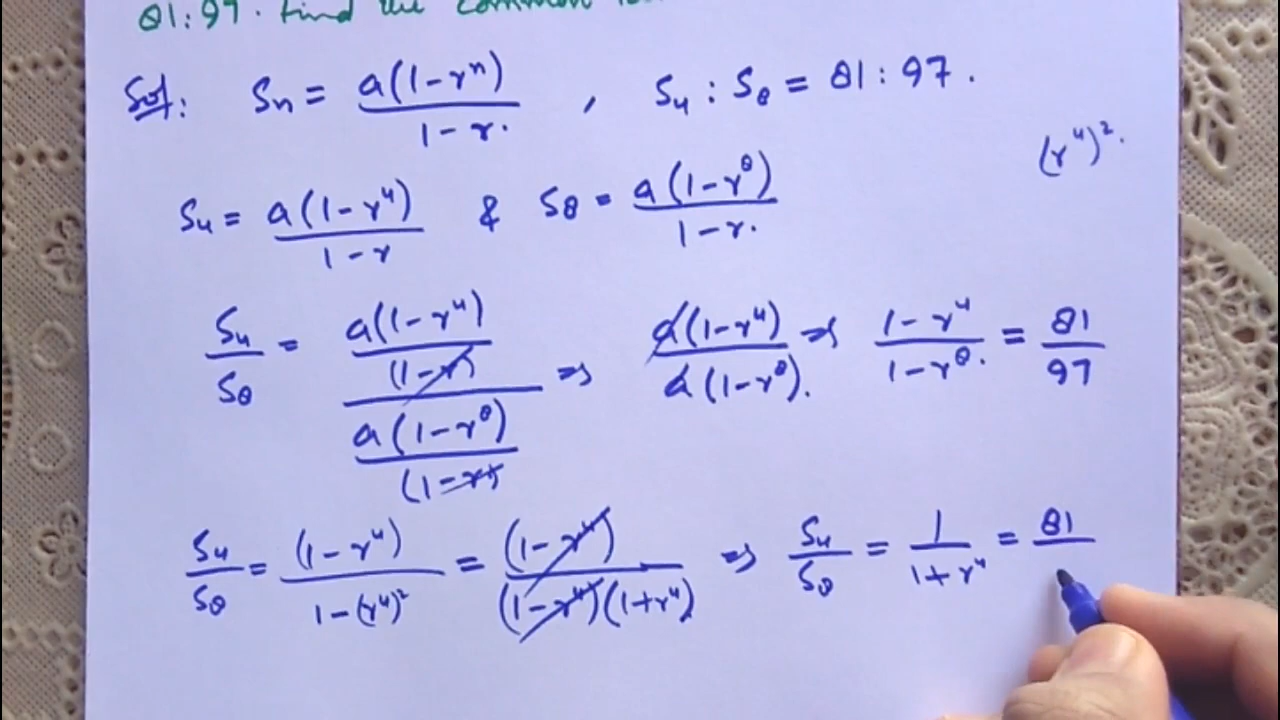 81:97. Find the common
Sol: Sn = a(1-r^n)/1-r. , S4 : S8 = 81 : 97.
(r^4)^2.
S4 = a(1-r^4)/1-r & S8 = a(1-r^8)/1-r.
S4/S8 = a(1-r^4)/(1-r) / a(1-r^8)/(1-r) ⇒ a(1-r^4)/a(1-r^8). ⇒ 1-r^4/1-r^8. = 81/97
S4/S8 = (1-r^4)/1-(r^4)^2 = (1-r^4)/(1-r^4)(1+r^4) ⇒ S4/S8 = 1/1+r^4 = 81/